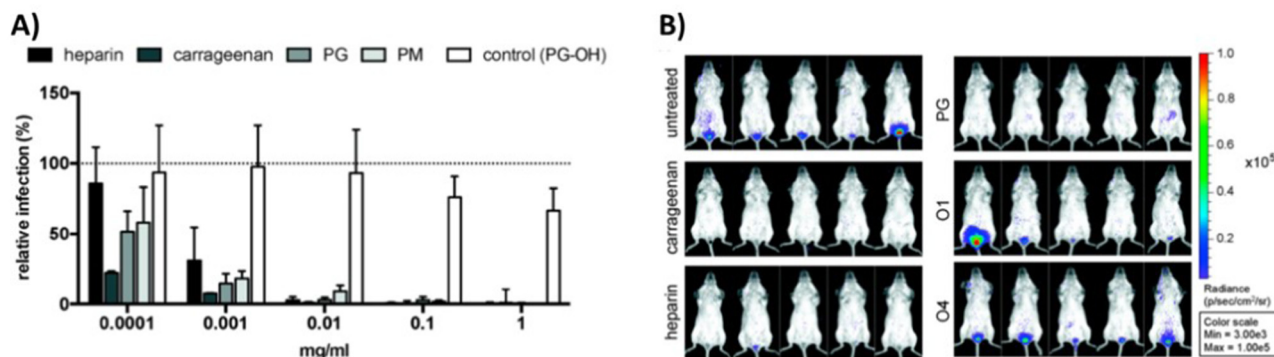 A)
heparin carrageenan PG PM control (PG-OH)
150
100
50
0
relative infection (%)
0.0001 0.001 0.01 0.1 1
mg/ml
B)
untreated
carrageenan
heparin
PG
O1
O4
1.0
0.8
0.6
0.4
0.2
x10⁵
Radiance
(p/sec/cm²/sr)
Color scale
Min = 3.00e3
Max = 1.00e5